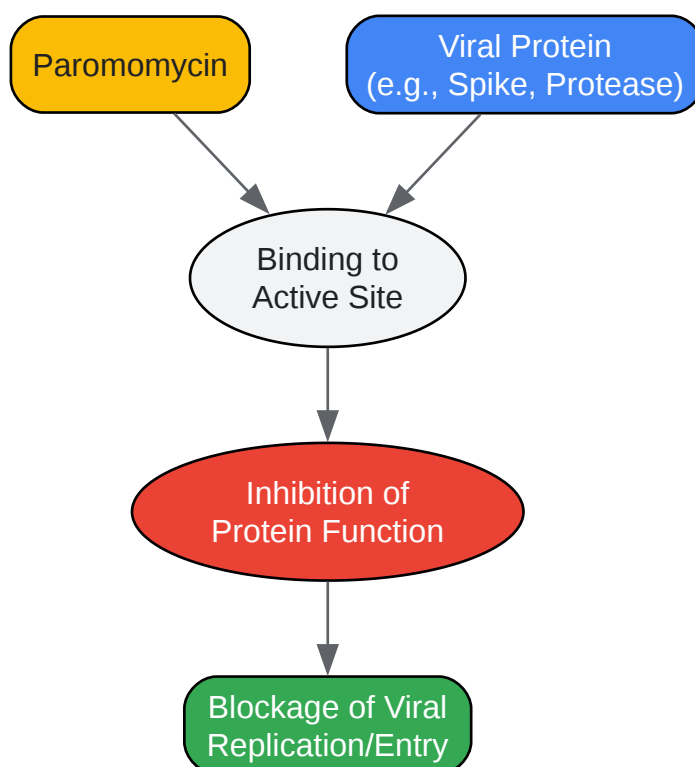 Paromomycin
Viral Protein
(e.g., Spike, Protease)
Binding to
Active Site
Inhibition of
Protein Function
Blockage of Viral
Replication/Entry